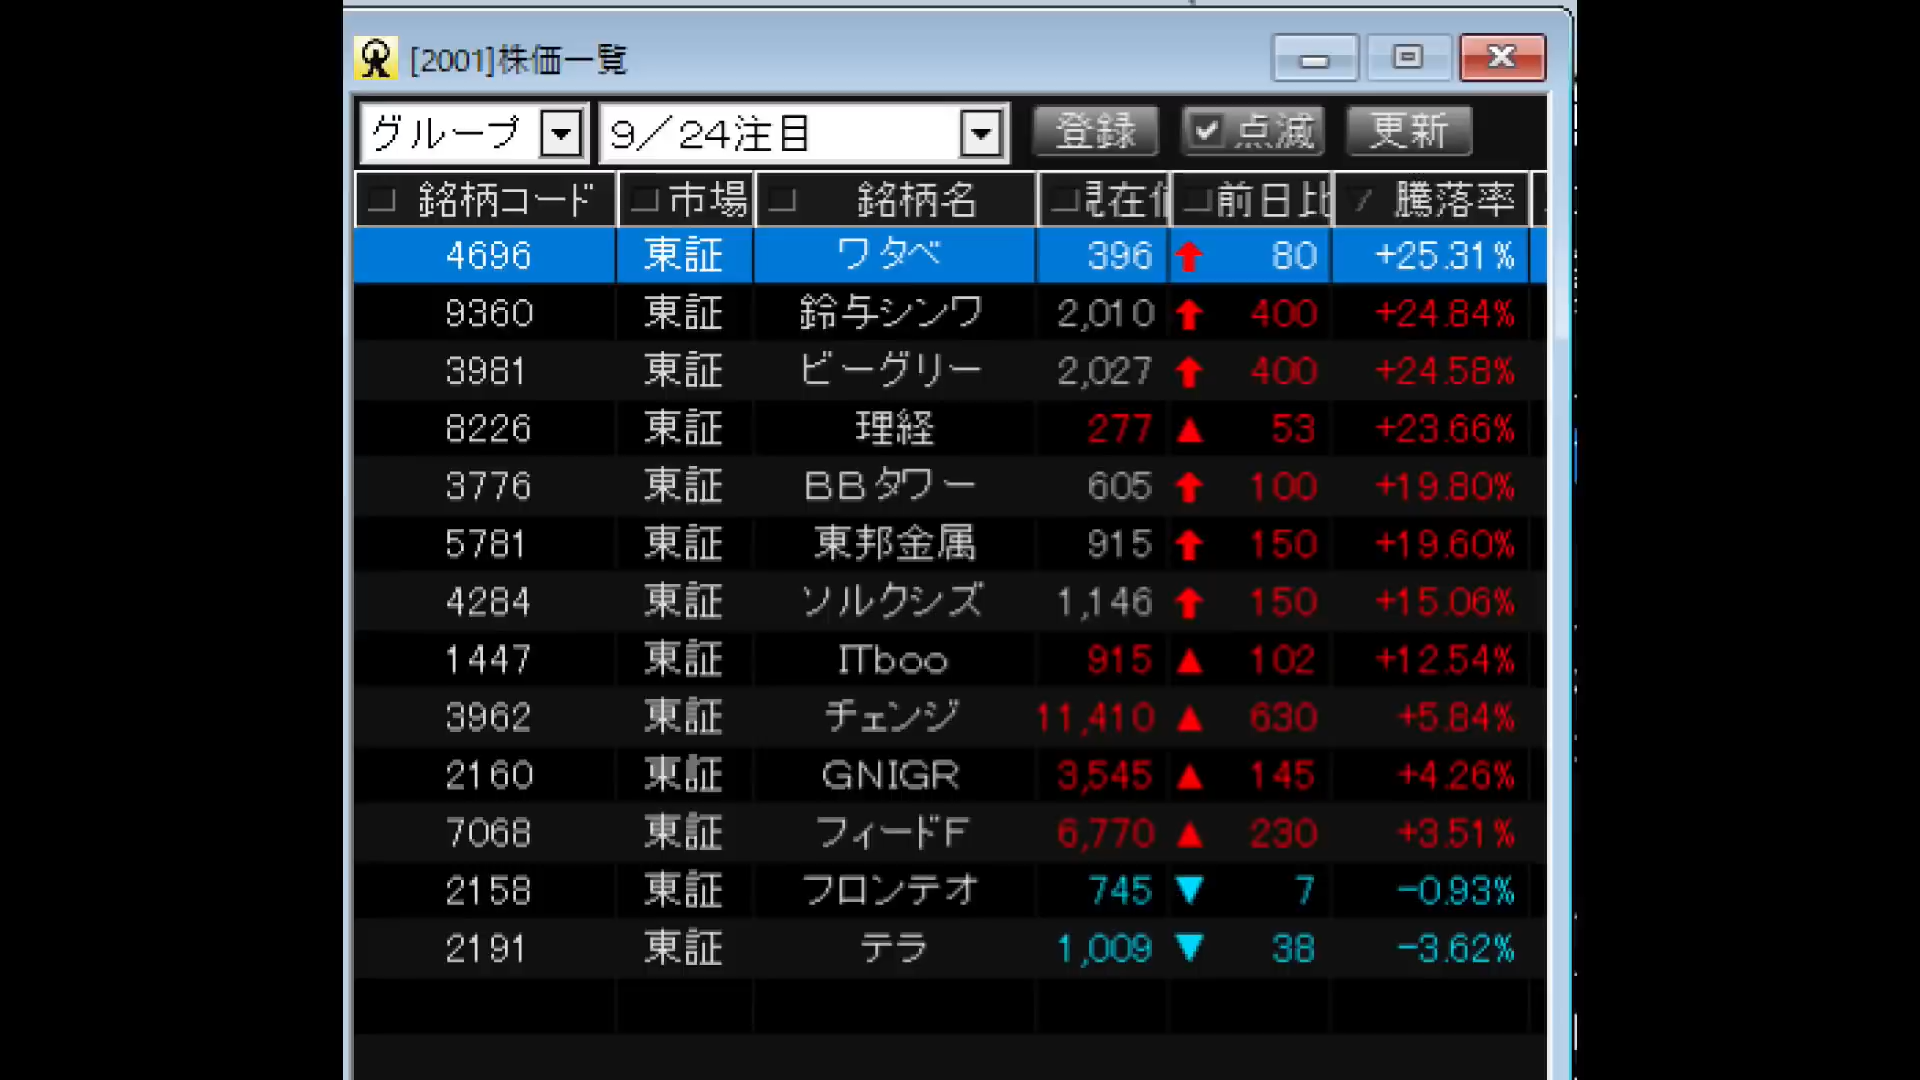 [2001]株価一覧
グループ 9／24注目 登録 点滅 更新
銘柄コード 市場 銘柄名 現在値 前日比 騰落率
4696 東証 ワタベ 396 80 +25.31%
9360 東証 鈴与シンワ 2,010 400 +24.84%
3981 東証 ビーグリー 2,027 400 +24.58%
8226 東証 理経 277 ▲ 53 +23.66%
3776 東証 BBタワー 605 100 +19.80%
5781 東証 東邦金属 915 150 +19.60%
4284 東証 ソルクシズ 1,146 150 +15.06%
1447 東証 ITboo 915 ▲ 102 +12.54%
3962 東証 チェンジ 11,410 ▲ 630 +5.84%
2160 東証 GNIGR 3,545 ▲ 145 +4.26%
7068 東証 フィードF 6,770 ▲ 230 +3.51%
2158 東証 フロンテオ 745 ▼ 7 -0.93%
2191 東証 テラ 1,009 ▼ 38 -3.62%